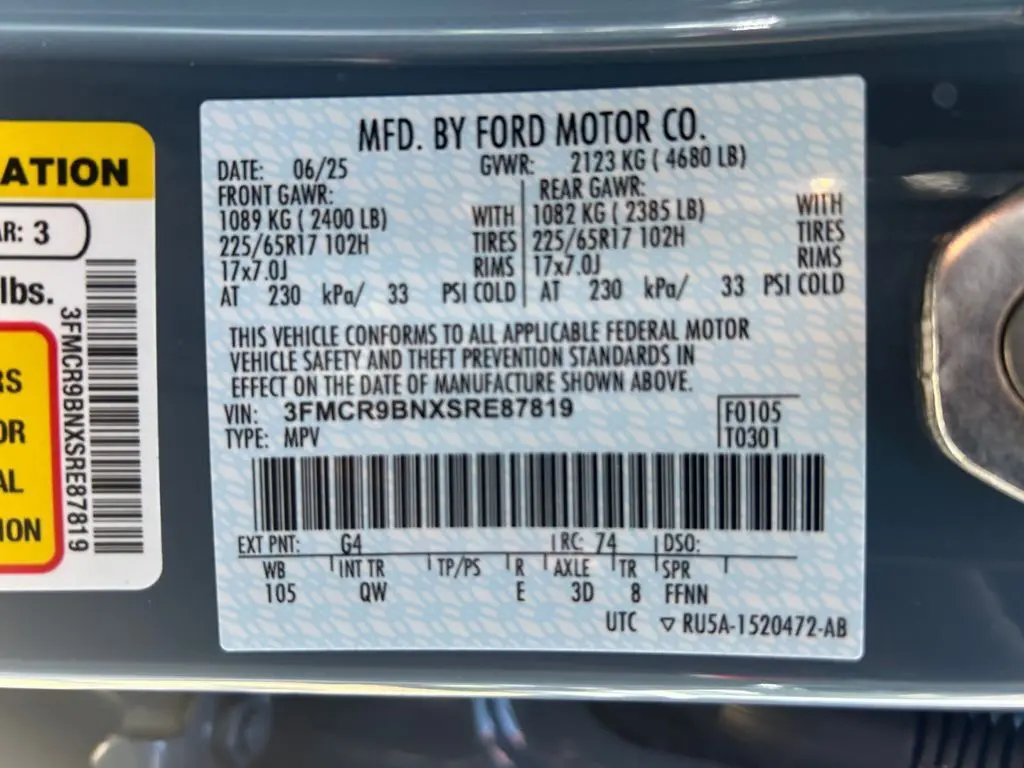 MFD. BY FORD MOTOR CO.
DATE: 06/25 GVWR: 2123 KG ( 4680 LB)
FRONT GAWR: REAR GAWR:
1089 KG ( 2400 LB) WITH 1082 KG ( 2385 LB) WITH
225/65R17 102H TIRES 225/65R17 102H TIRES
17x7.0J RIMS 17x7.0J RIMS
AT 230 kPa/ 33 PSI COLD AT 230 kPa/ 33 PSI COLD
THIS VEHICLE CONFORMS TO ALL APPLICABLE FEDERAL MOTOR
VEHICLE SAFETY AND THEFT PREVENTION STANDARDS IN
EFFECT ON THE DATE OF MANUFACTURE SHOWN ABOVE.
VIN: 3FMCR9BNXSRE87819 F0105
TYPE: MPV T0301
EXT PNT: G4 RC: 74 DSO:
WB INT TR TP/PS R AXLE TR SPR
105 QW E 3D 8 FFNN
UTC ▽ RU5A-1520472-AB
ATION
AR: 3
lbs.
3FMCR9BNXSRE87819
RS
OR
AL
ION